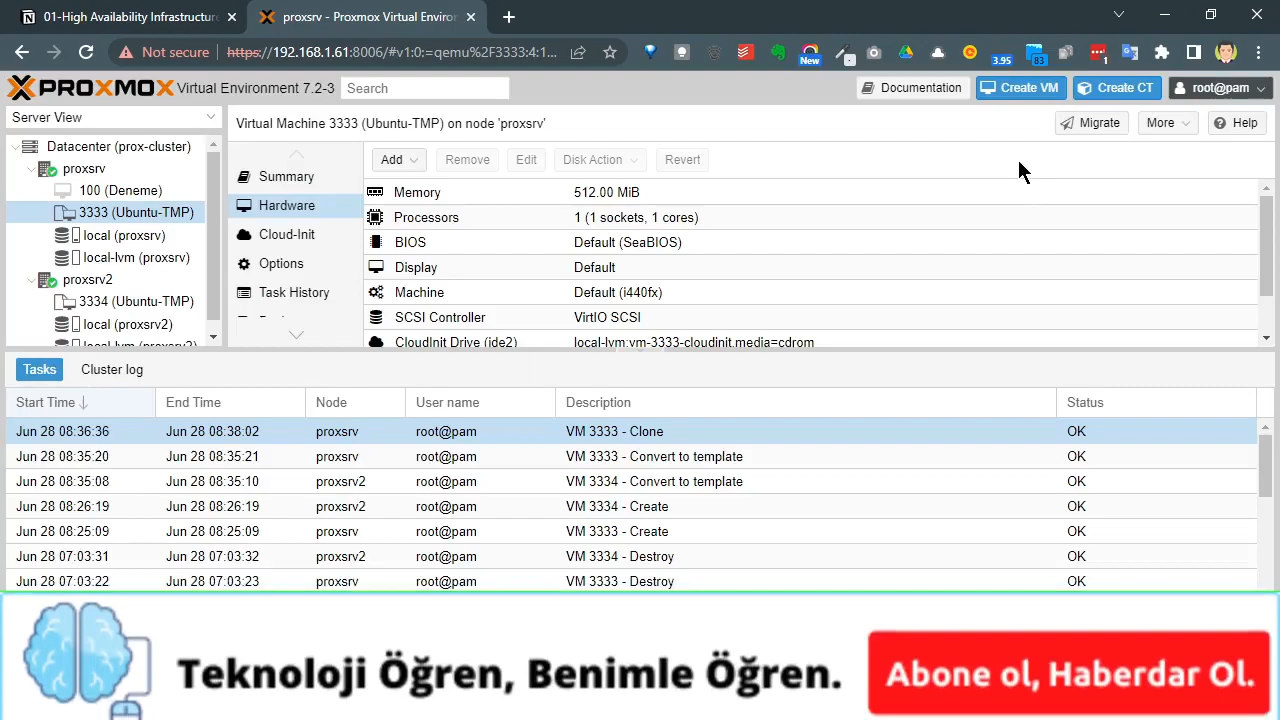 01-High Availability Infrastructure
proxsrv - Proxmox Virtual Environ
Not secure
https://192.168.1.61:8006/#v1:0:=qemu%2F3333:4:1...
New
3.95
83
1
PROXMOX Virtual Environment 7.2-3
Search
Documentation
Create VM
Create CT
root@pam
Server View
Virtual Machine 3333 (Ubuntu-TMP) on node 'proxsrv'
Migrate
More
Help
Datacenter (prox-cluster)
proxsrv
100 (Deneme)
3333 (Ubuntu-TMP)
local (proxsrv)
local-lvm (proxsrv)
proxsrv2
3334 (Ubuntu-TMP)
local (proxsrv2)
local-lvm (proxsrv2)
Summary
Hardware
Cloud-Init
Options
Task History
Add
Remove
Edit
Disk Action
Revert
Memory 512.00 MiB
Processors 1 (1 sockets, 1 cores)
BIOS Default (SeaBIOS)
Display Default
Machine Default (i440fx)
SCSI Controller VirtIO SCSI
CloudInit Drive (ide2) local-lvm:vm-3333-cloudinit,media=cdrom
Tasks
Cluster log
Start Time End Time Node User name Description Status
Jun 28 08:36:36 Jun 28 08:38:02 proxsrv root@pam VM 3333 - Clone OK
Jun 28 08:35:20 Jun 28 08:35:21 proxsrv root@pam VM 3333 - Convert to template OK
Jun 28 08:35:08 Jun 28 08:35:10 proxsrv2 root@pam VM 3334 - Convert to template OK
Jun 28 08:26:19 Jun 28 08:26:19 proxsrv2 root@pam VM 3334 - Create OK
Jun 28 08:25:09 Jun 28 08:25:09 proxsrv root@pam VM 3333 - Create OK
Jun 28 07:03:31 Jun 28 07:03:32 proxsrv2 root@pam VM 3334 - Destroy OK
Jun 28 07:03:22 Jun 28 07:03:23 proxsrv root@pam VM 3333 - Destroy OK
Teknoloji Öğren, Benimle Öğren.
Abone ol, Haberdar Ol.